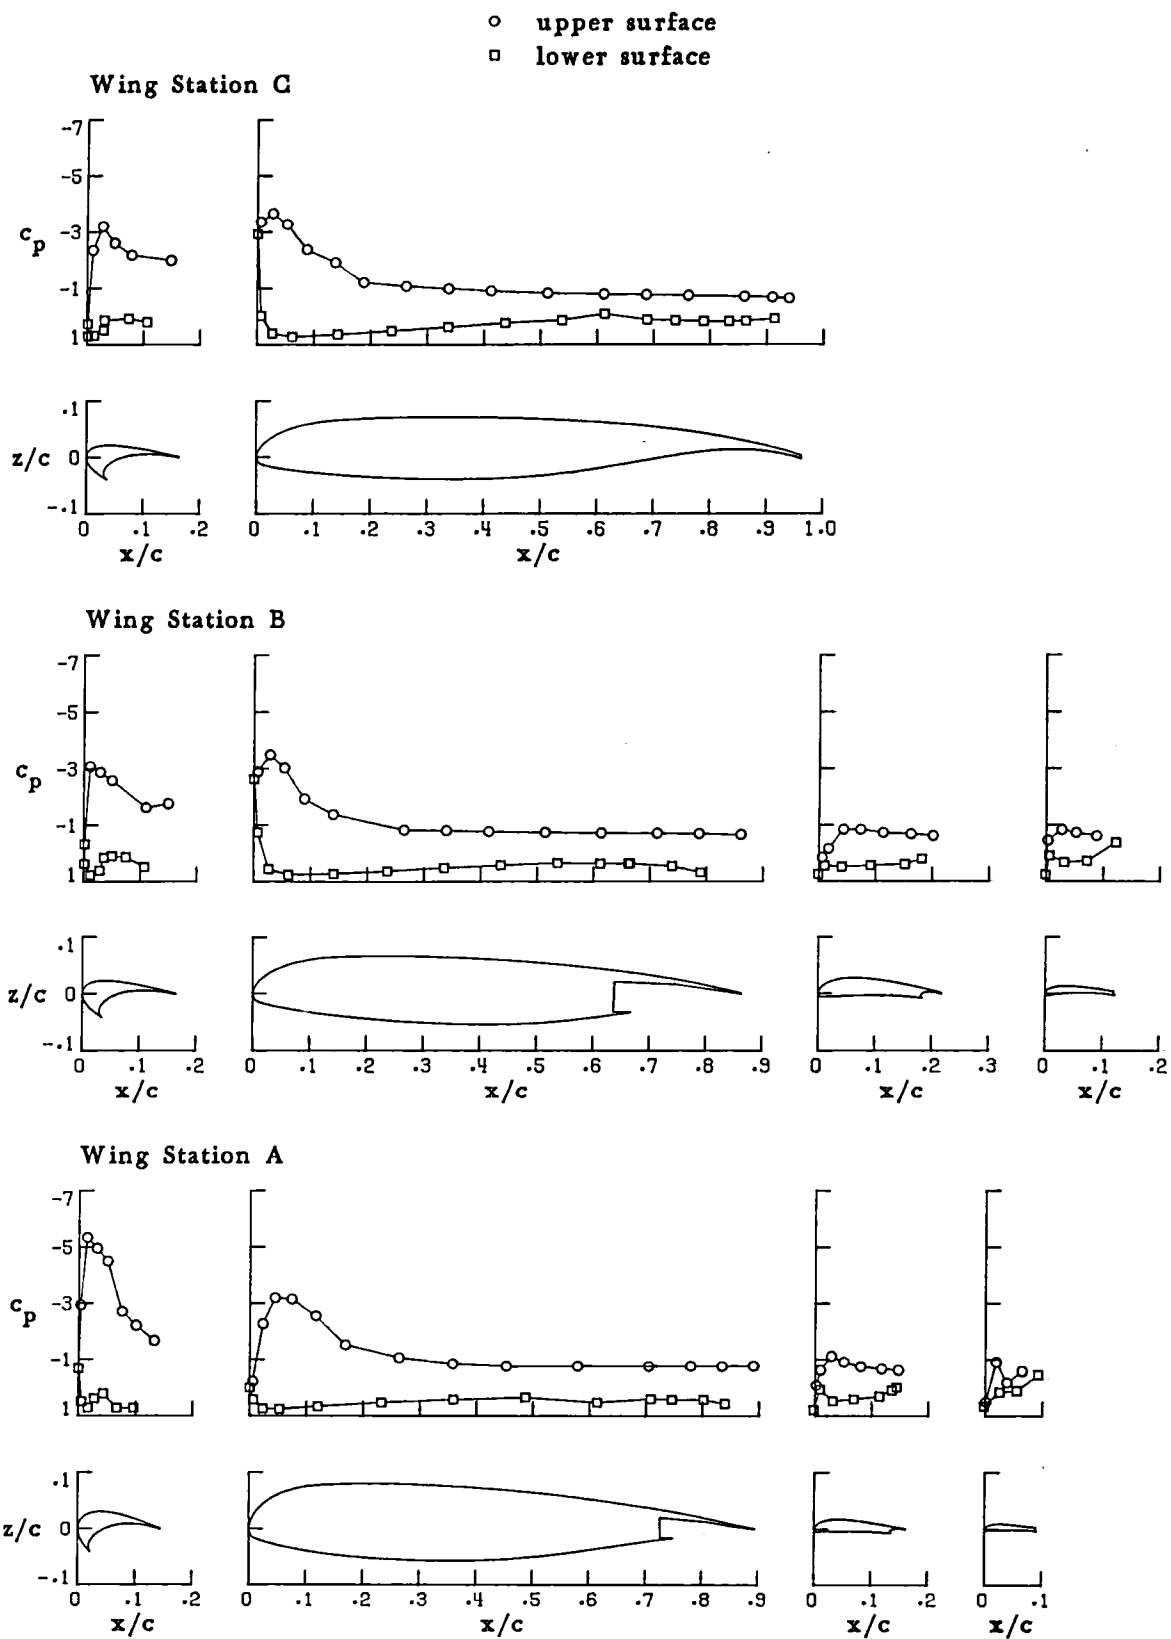 upper surface
lower surface
Wing Station C
-7
-5
-3
-1
1
c_p
.1
0
-.1
z/c
0 .1 .2
x/c
0 .1 .2 .3 .4 .5 .6 .7 .8 .9 1.0
x/c
Wing Station B
-7
-5
-3
-1
1
c_p
.1
0
-.1
z/c
0 .1 .2
x/c
0 .1 .2 .3 .4 .5 .6 .7 .8 .9
x/c
0 .1 .2 .3
x/c
0 .1 .2
x/c
Wing Station A
-7
-5
-3
-1
1
c_p
.1
0
-.1
z/c
0 .1 .2
x/c
0 .1 .2 .3 .4 .5 .6 .7 .8 .9
x/c
0 .1 .2
x/c
0 .1
x/c